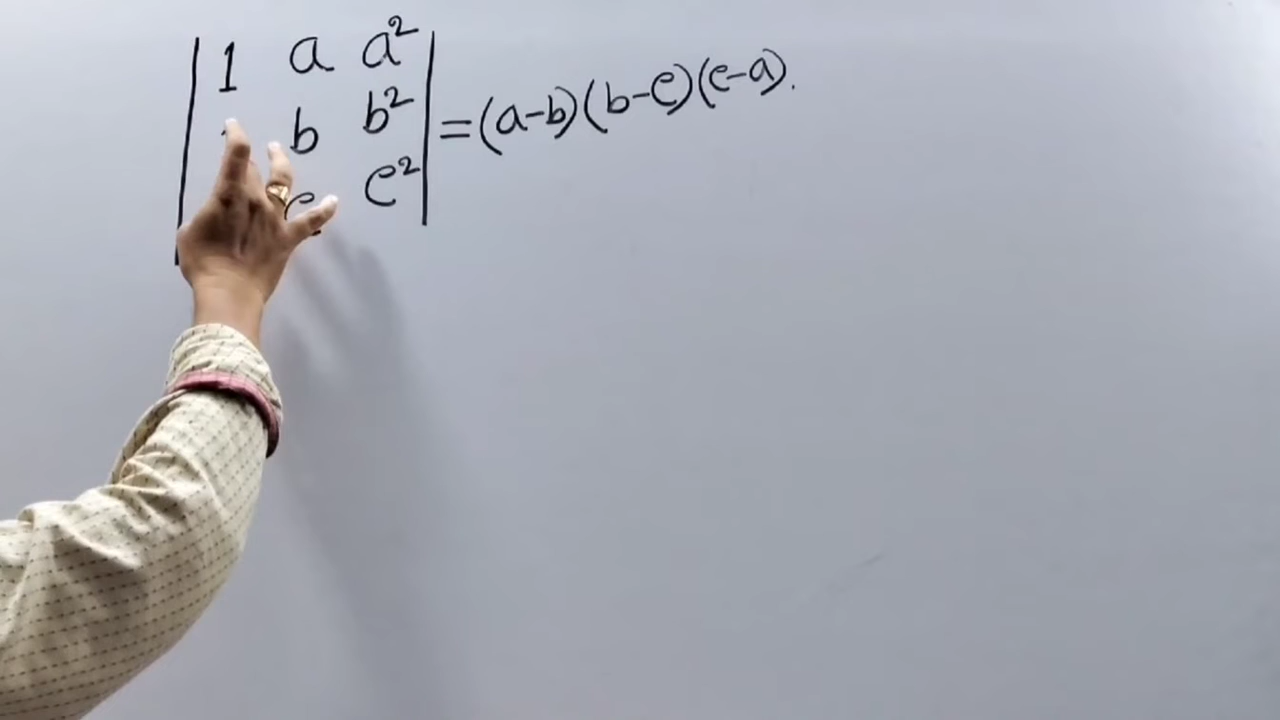 | 1 a a² |
| b b² | = (a-b)(b-c)(c-a).
| c c² |